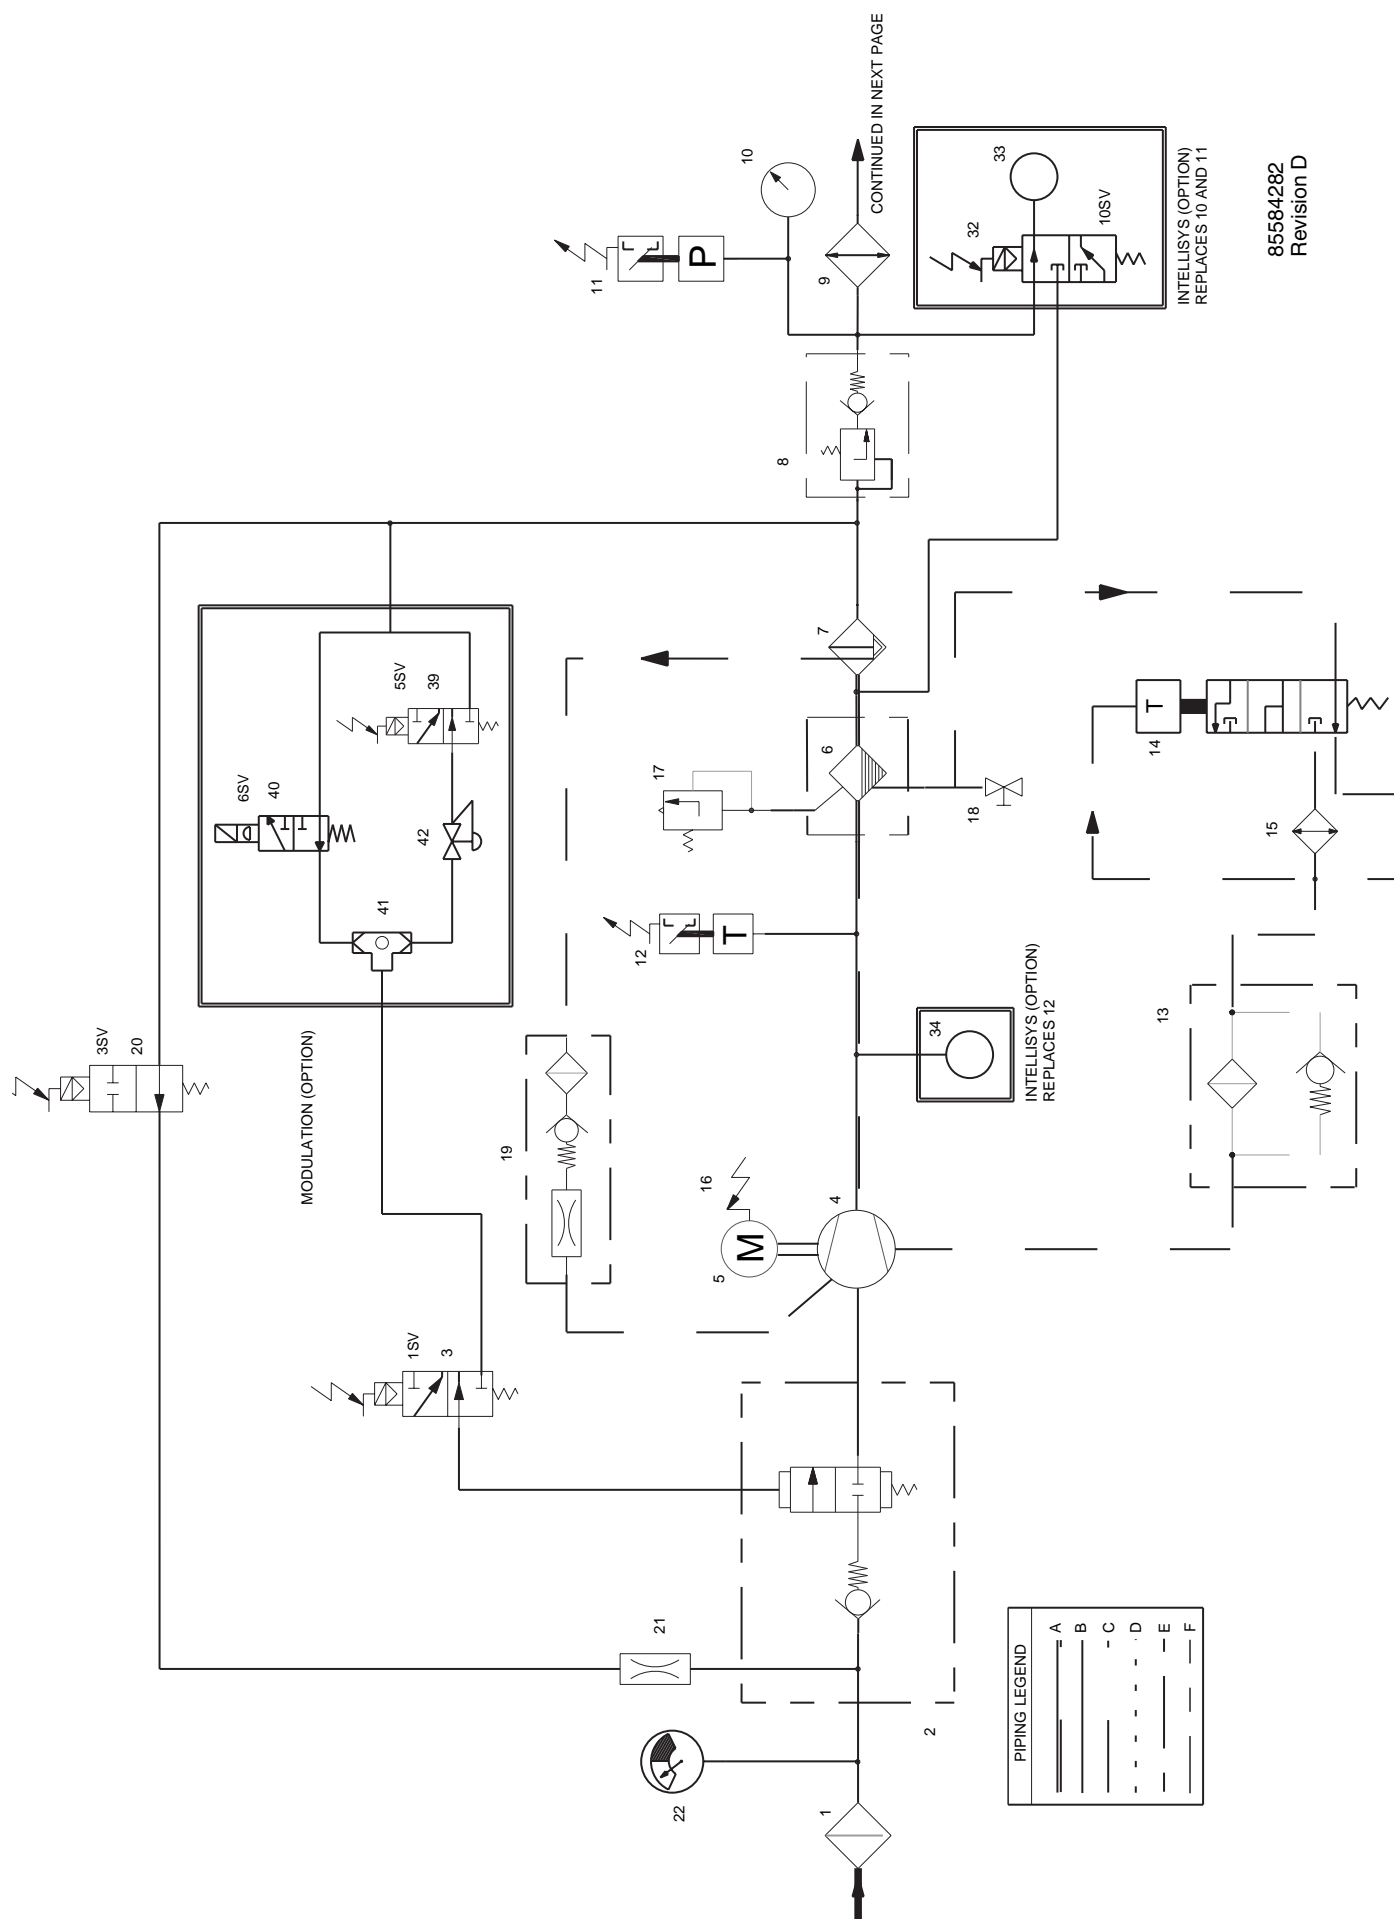 3SV
20
MODULATION (OPTION)
6SV
40
5SV
39
42
41
1SV
3
19
21
22
1
2
5
M
16
4
12
T
17
6
18
7
8
9
10
11
P
CONTINUED IN NEXT PAGE
32
33
10SV
INTELLISYS (OPTION)
REPLACES 10 AND 11
34
INTELLISYS (OPTION)
REPLACES 12
13
14
T
15
PIPING LEGEND
A
B
C
D
E
F
85584282
Revision D